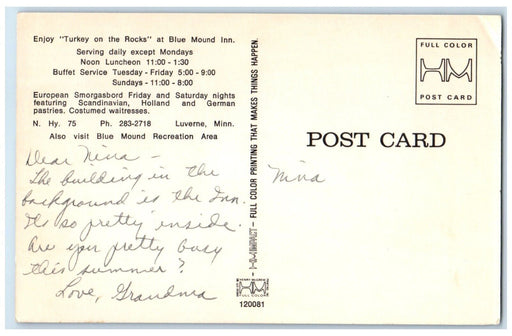 Enjoy "Turkey on the Rocks" at Blue Mound Inn.
Serving daily except Mondays
Noon Luncheon 11:00 - 1:30
Buffet Service Tuesday - Friday 5:00 - 9:00
Sundays - 11:00 - 8:00
European Smorgasbord Friday and Saturday nights
featuring Scandinavian, Holland and German
pastries. Costumed waitresses.
N. Hy. 75 Ph. 283-2718 Luverne, Minn.
Also visit Blue Mound Recreation Area
Dear Nina -
The building in the
background is the Inn.
Its so pretty inside.
Are you pretty busy
this summer?
Love, Grandma
- FULL COLOR PRINTING THAT MAKES THINGS HAPPEN.
FULL COLOR
120081
FULL COLOR
HM
POST CARD
POST CARD
Nina